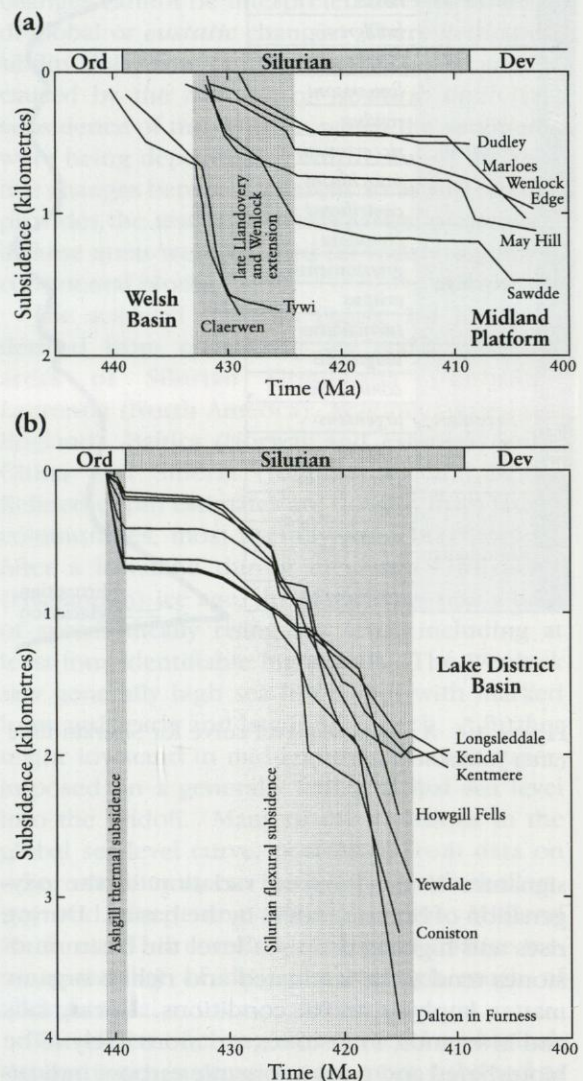 (a)
Ord Silurian Dev
0
1
2
Subsidence (kilometres)
late Llandovery
and Wenlock
extension
Welsh
Basin
Claerwen
Tywi
Dudley
Marloes
Wenlock
Edge
May Hill
Sawdde
Midland
Platform
440 430 420 410 400
Time (Ma)
(b)
Ord Silurian Dev
0
1
2
3
4
Subsidence (kilometres)
Ashgill thermal subsidence
Silurian flexural subsidence
Lake District
Basin
Longsleddale
Kendal
Kentmere
Howgill Fells
Yewdale
Coniston
Dalton in Furness
440 430 420 410 400
Time (Ma)